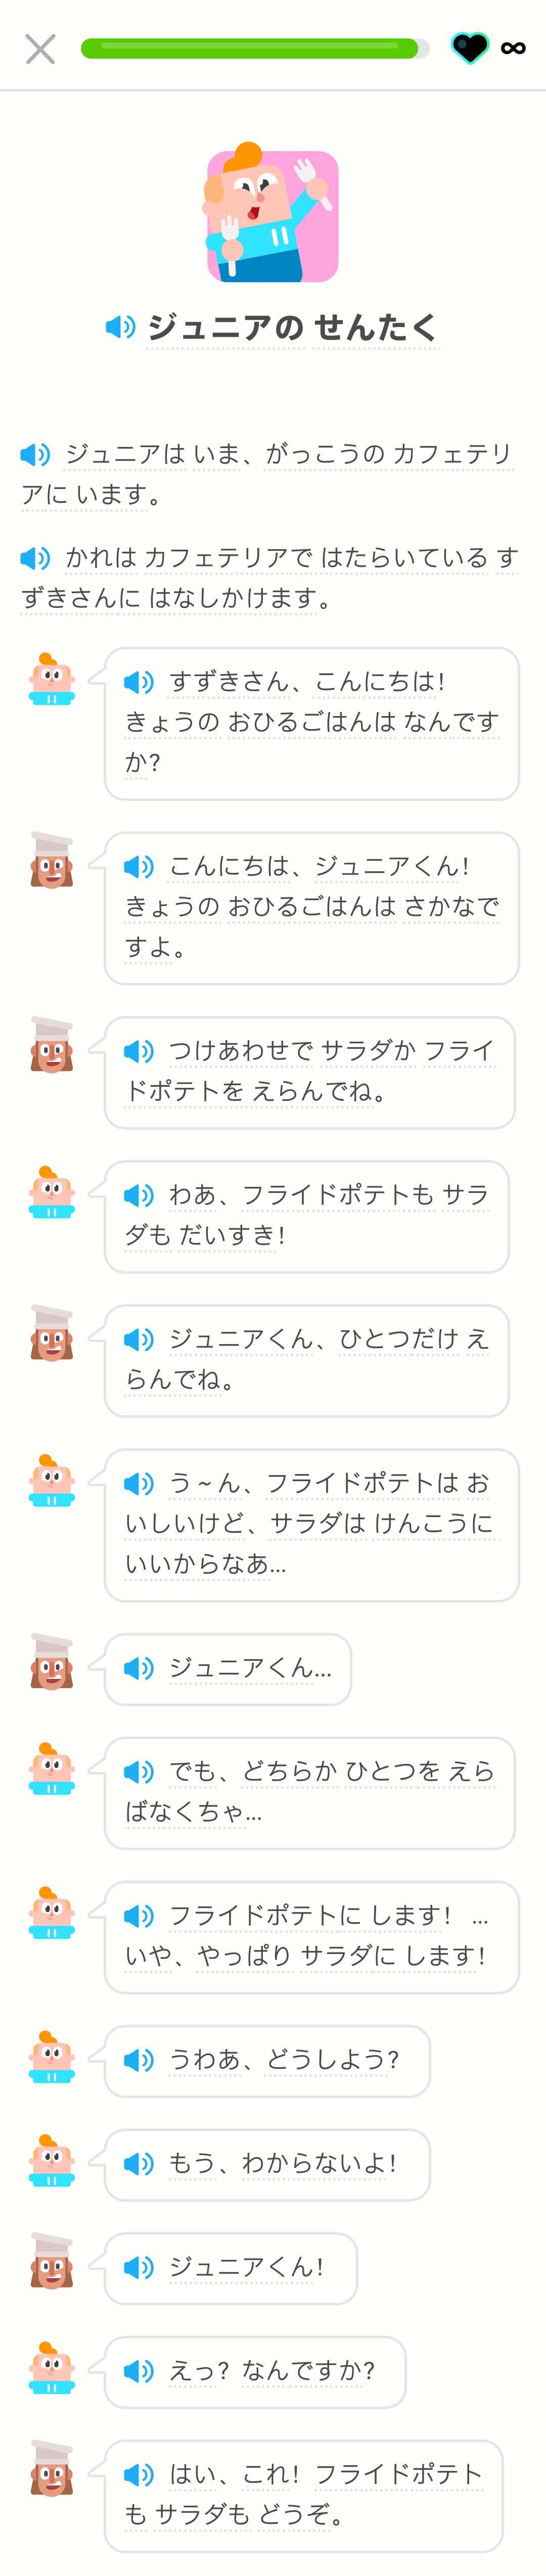 ジュニアの せんたく
ジュニアは いま、がっこうの カフェテリ
アに います。
かれは カフェテリアで はたらいている す
ずきさんに はなしかけます。
すずきさん、こんにちは!
きょうの おひるごはんは なんです
か?
こんにちは、ジュニアくん!
きょうの おひるごはんは さかなで
すよ。
つけあわせで サラダか フライ
ドポテトを えらんでね。
わあ、フライドポテトも サラ
ダも だいすき!
ジュニアくん、ひとつだけ え
らんでね。
う~ん、フライドポテトは お
いしいけど、サラダは けんこうに
いいからなあ...
ジュニアくん...
でも、どちらか ひとつを えら
ばなくちゃ...
フライドポテトに します! ...
いや、やっぱり サラダに します!
うわあ、どうしよう?
もう、わからないよ!
ジュニアくん!
えっ? なんですか?
はい、これ! フライドポテト
も サラダも どうぞ。